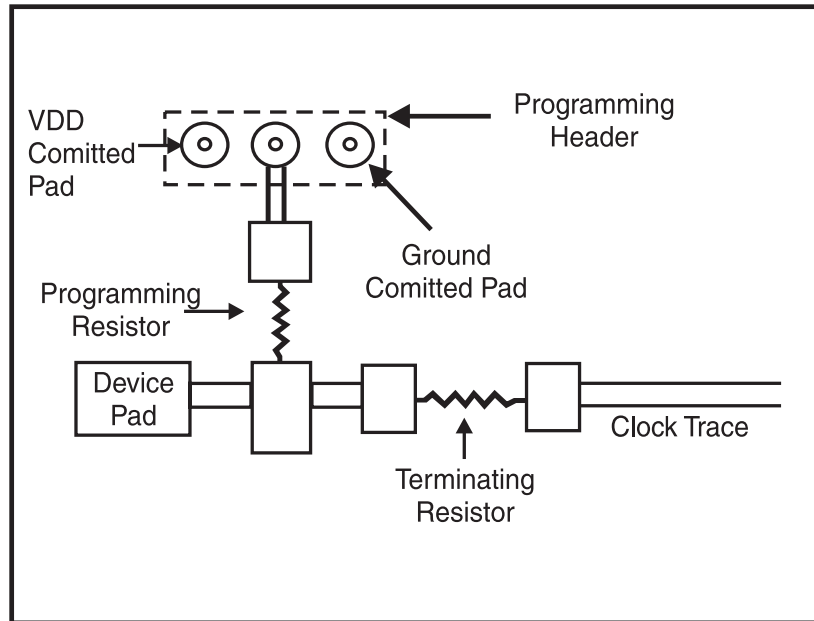 VDD
Comitted
Pad
Programming
Header
Ground
Comitted Pad
Programming
Resistor
Device
Pad
Clock Trace
Terminating
Resistor